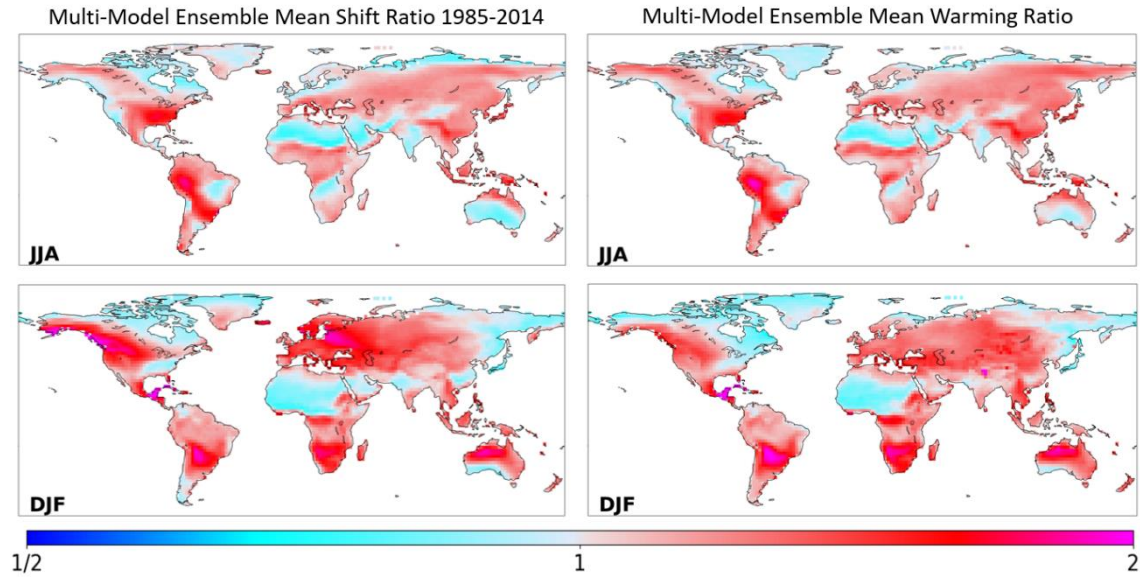 Multi-Model Ensemble Mean Shift Ratio 1985-2014
Multi-Model Ensemble Mean Warming Ratio
JJA
JJA
DJF
DJF
1/2
1
2